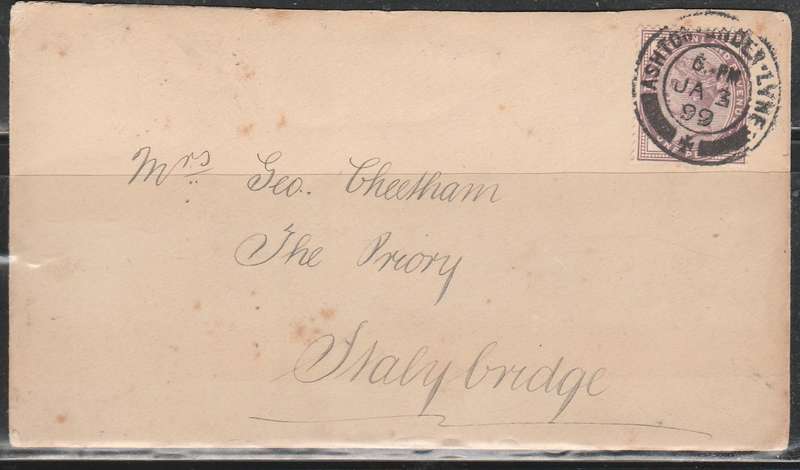 ASHTON-UNDER-LYNE
6. PM
JA 3
99
Mrs Geo. Cheetham
The Priory
Stalybridge